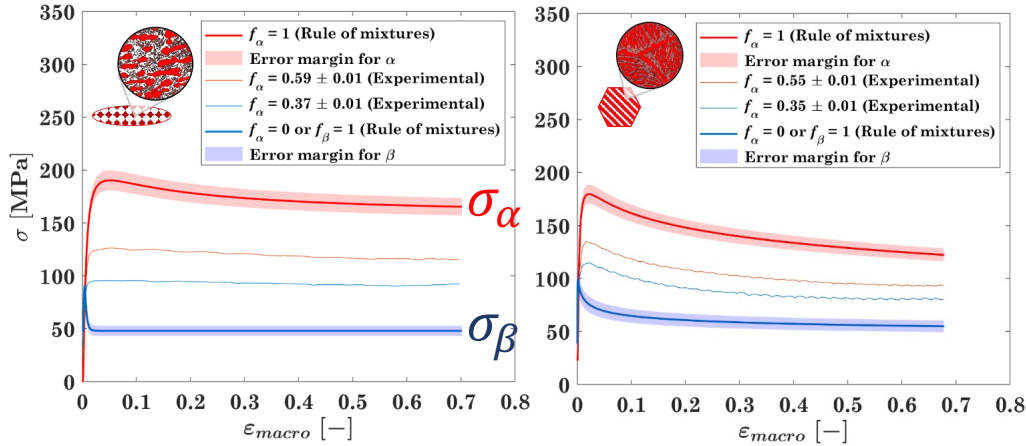 350
300
250
200
150
100
50
0
σ [MPa]
0
0.1
0.2
0.3
0.4
0.5
0.6
0.7
0.8
ε_macro [−]
f_α = 1 (Rule of mixtures)
Error margin for α
f_α = 0.59 ± 0.01 (Experimental)
f_α = 0.37 ± 0.01 (Experimental)
f_α = 0 or f_β = 1 (Rule of mixtures)
Error margin for β
σ_α
σ_β
350
300
250
200
150
100
50
0
0
0.1
0.2
0.3
0.4
0.5
0.6
0.7
0.8
ε_macro [−]
f_α = 1 (Rule of mixtures)
Error margin for α
f_α = 0.55 ± 0.01 (Experimental)
f_α = 0.35 ± 0.01 (Experimental)
f_α = 0 or f_β = 1 (Rule of mixtures)
Error margin for β